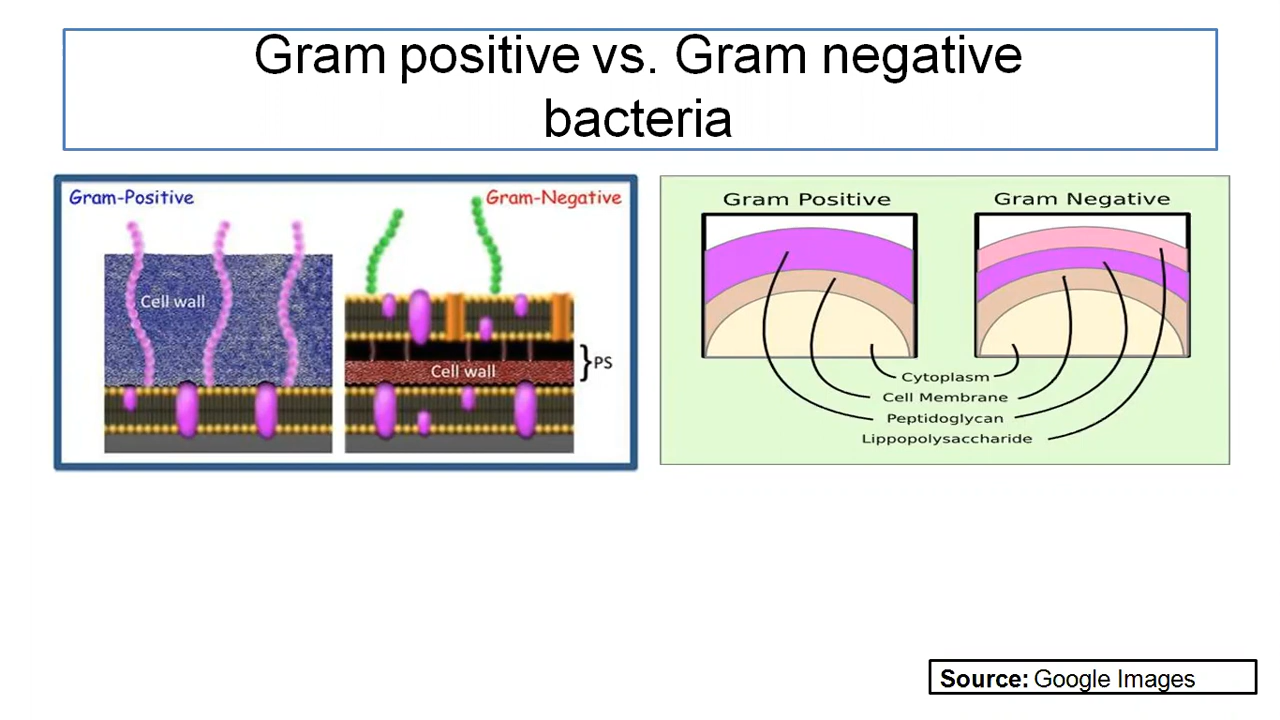 Gram positive vs. Gram negative
bacteria
Gram-Positive
Gram-Negative
Cell wall
Cell wall
PS
Gram Positive
Gram Negative
Cytoplasm
Cell Membrane
Peptidoglycan
Lippopolysaccharide
Source: Google Images